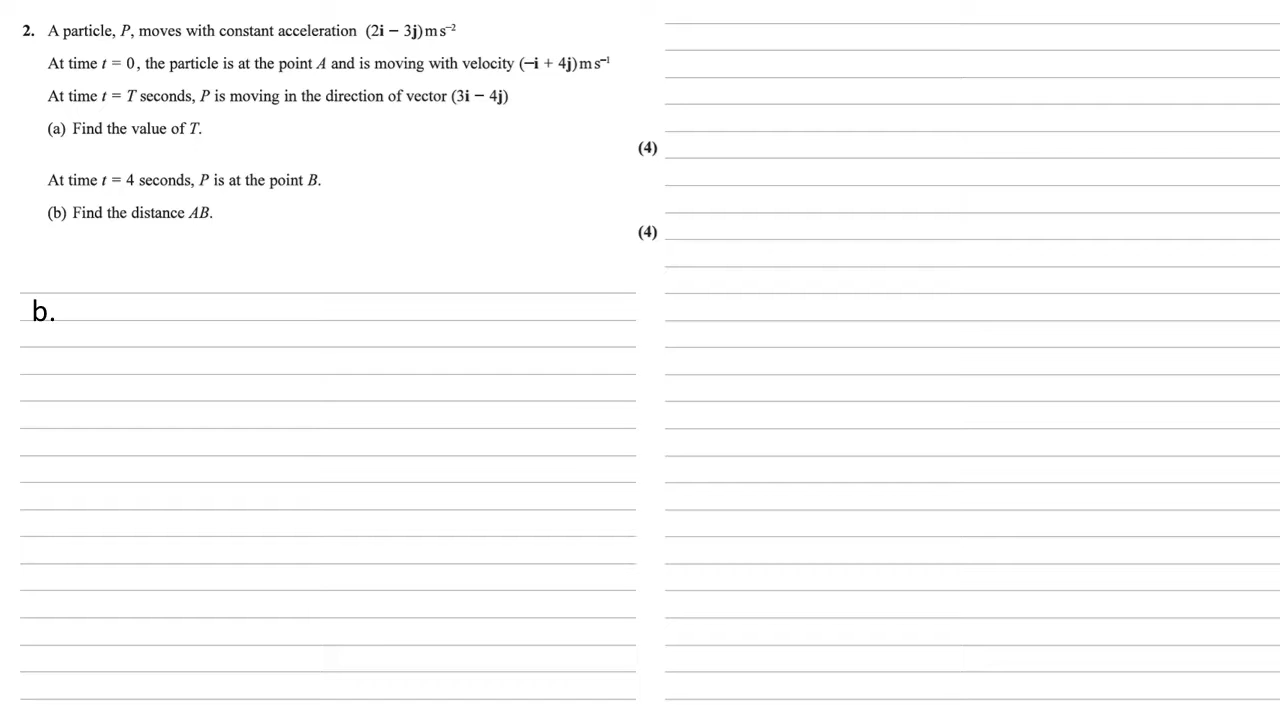 2. A particle, P, moves with constant acceleration (2i − 3j) m s⁻²
At time t = 0, the particle is at the point A and is moving with velocity (−i + 4j) m s⁻¹
At time t = T seconds, P is moving in the direction of vector (3i − 4j)
(a) Find the value of T.
(4)
At time t = 4 seconds, P is at the point B.
(b) Find the distance AB.
(4)
b.